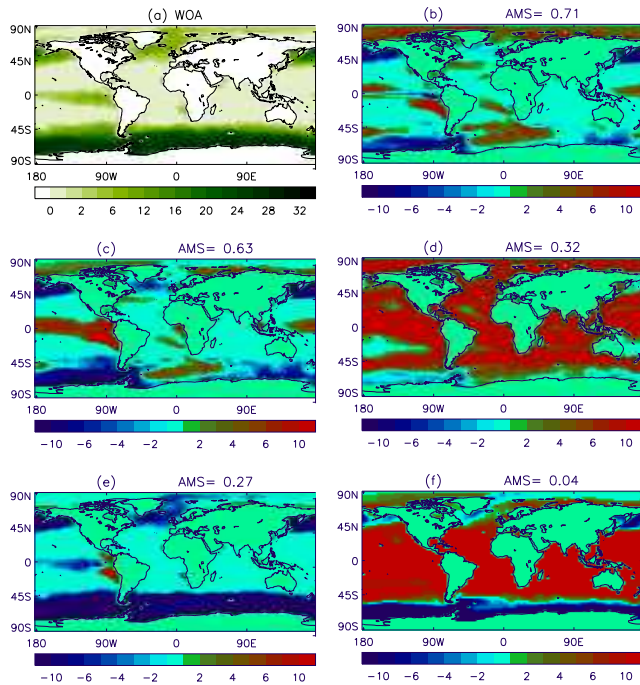 (a) WOA
90N
45N
0
45S
90S
180 90W 0 90E
0 2 6 12 16 20 24 28 32
(b) AMS= 0.71
90N
45N
0
45S
90S
180 90W 0 90E
-10 -6 -4 -2 2 4 6 10
(c) AMS= 0.63
90N
45N
0
45S
90S
180 90W 0 90E
-10 -6 -4 -2 2 4 6 10
(d) AMS= 0.32
90N
45N
0
45S
90S
180 90W 0 90E
-10 -6 -4 -2 2 4 6 10
(e) AMS= 0.27
90N
45N
0
45S
90S
180 90W 0 90E
-10 -6 -4 -2 2 4 6 10
(f) AMS= 0.04
90N
45N
0
45S
90S
180 90W 0 90E
-10 -6 -4 -2 2 4 6 10